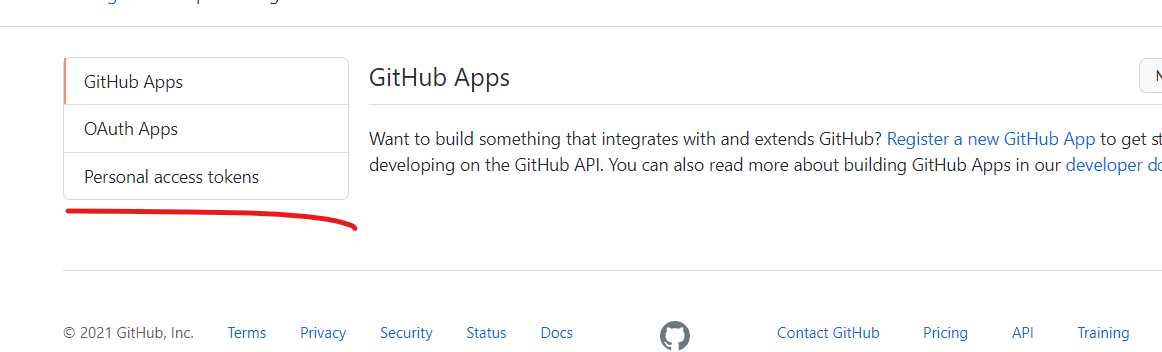 GitHub Apps
OAuth Apps
Personal access tokens
GitHub Apps
Want to build something that integrates with and extends GitHub? Register a new GitHub App to get st
developing on the GitHub API. You can also read more about building GitHub Apps in our developer do
© 2021 GitHub, Inc. Terms Privacy Security Status Docs Contact GitHub Pricing API Training